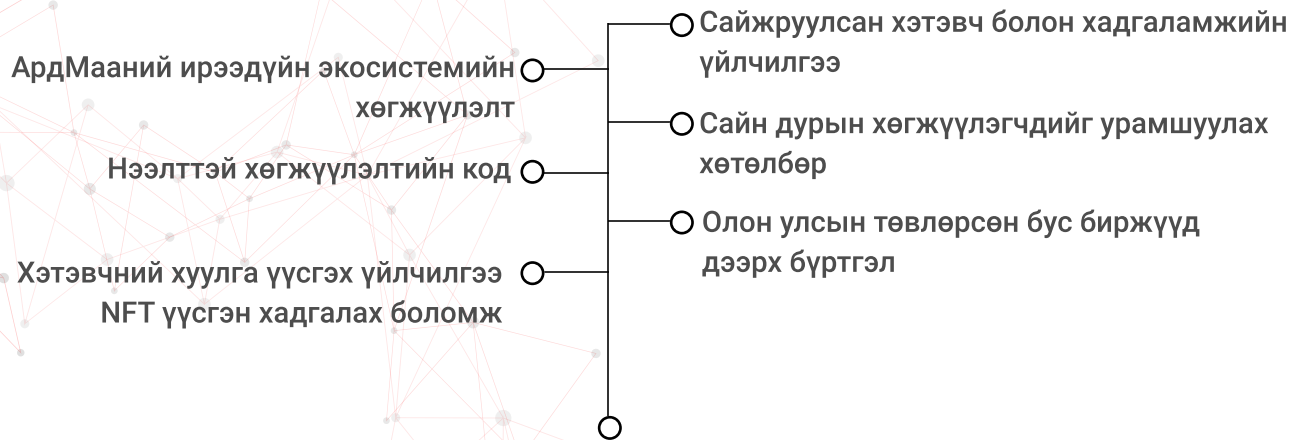 Сайжруулсан хэтэвч болон хадгаламжийн
үйлчилгээ
АрдМааний ирээдүйн экосистемийн
хөгжүүлэлт
Сайн дурын хөгжүүлэгчдийг урамшуулах
хөтөлбөр
Нээлттэй хөгжүүлэлтийн код
Олон улсын төвлөрсөн бус биржүүд
дээрх бүртгэл
Хэтэвчний хуулга үүсгэх үйлчилгээ
NFT үүсгэн хадгалах боломж